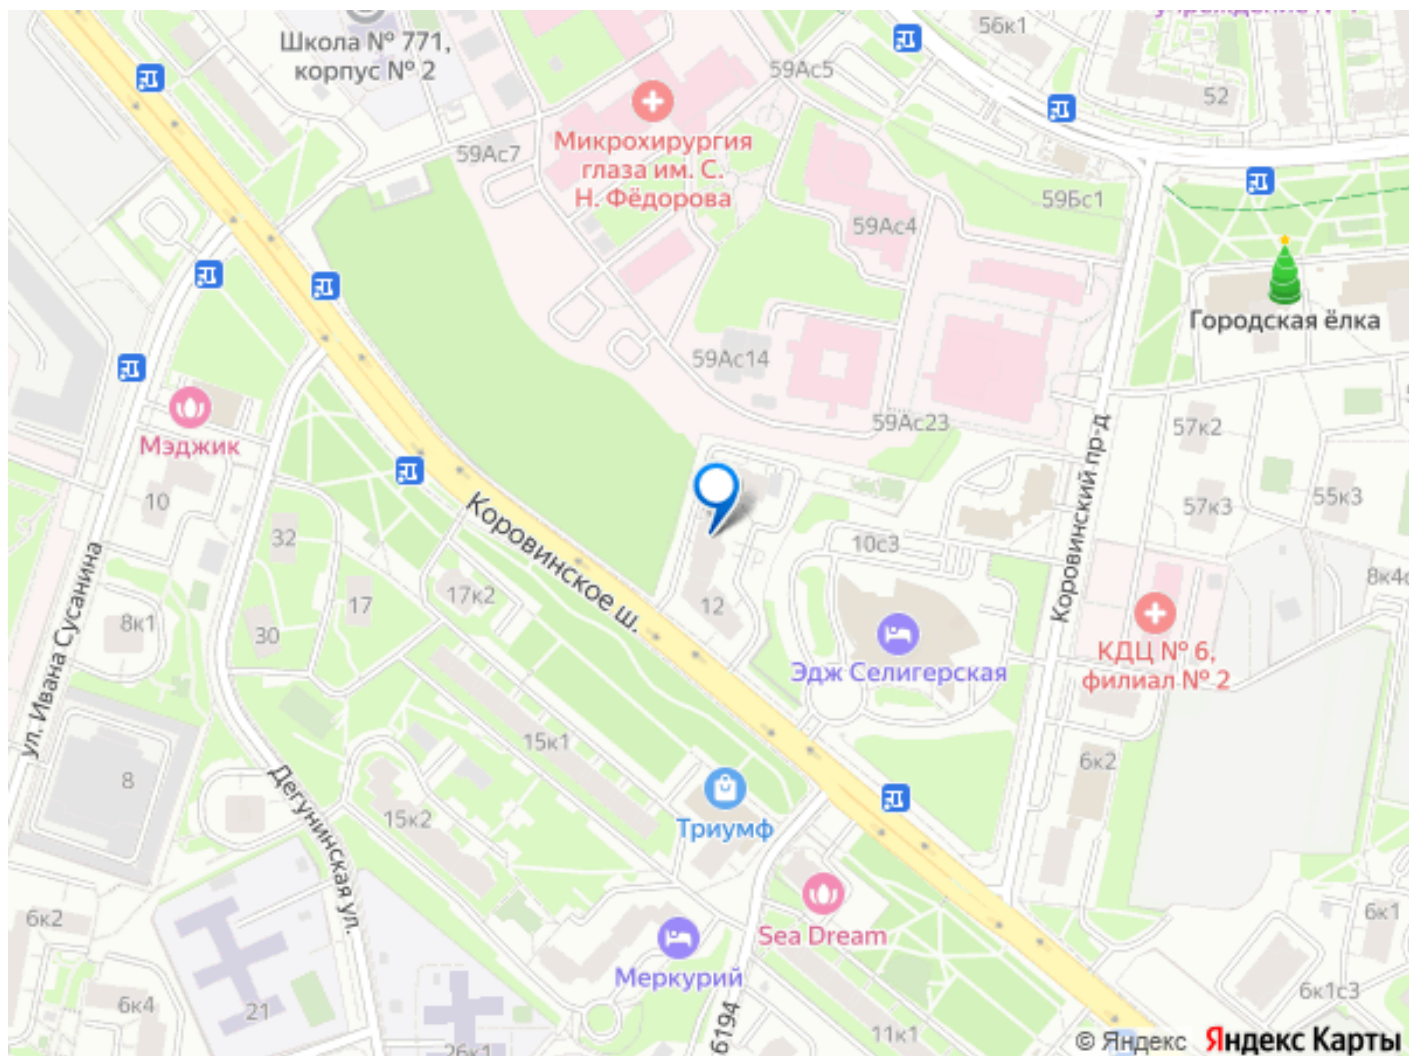 56к1
Школа № 771,
корпус № 2
59Ас5
52
Микрохирургия
глаза им. С.
Н. Фёдорова
59Ас7
59Бс1
59Ас4
Городская ёлка
59Ас14
59Ас23
Мэджик
57к2
Коровинский пр-д
10
57к3
55к3
Коровинское ш.
32
10с3
8к4с
17к2
17
12
8к1
30
ул. Ивана Сусанина
КДЦ № 6,
филиал № 2
Эдж Селигерская
15к1
6к2
8
Дегунинская ул.
15к2
Триумф
6к2
6к1
Sea Dream
Меркурий
6к4
21
6к1с3
6194
11к1
26к1
© Яндекс Яндекс Карты